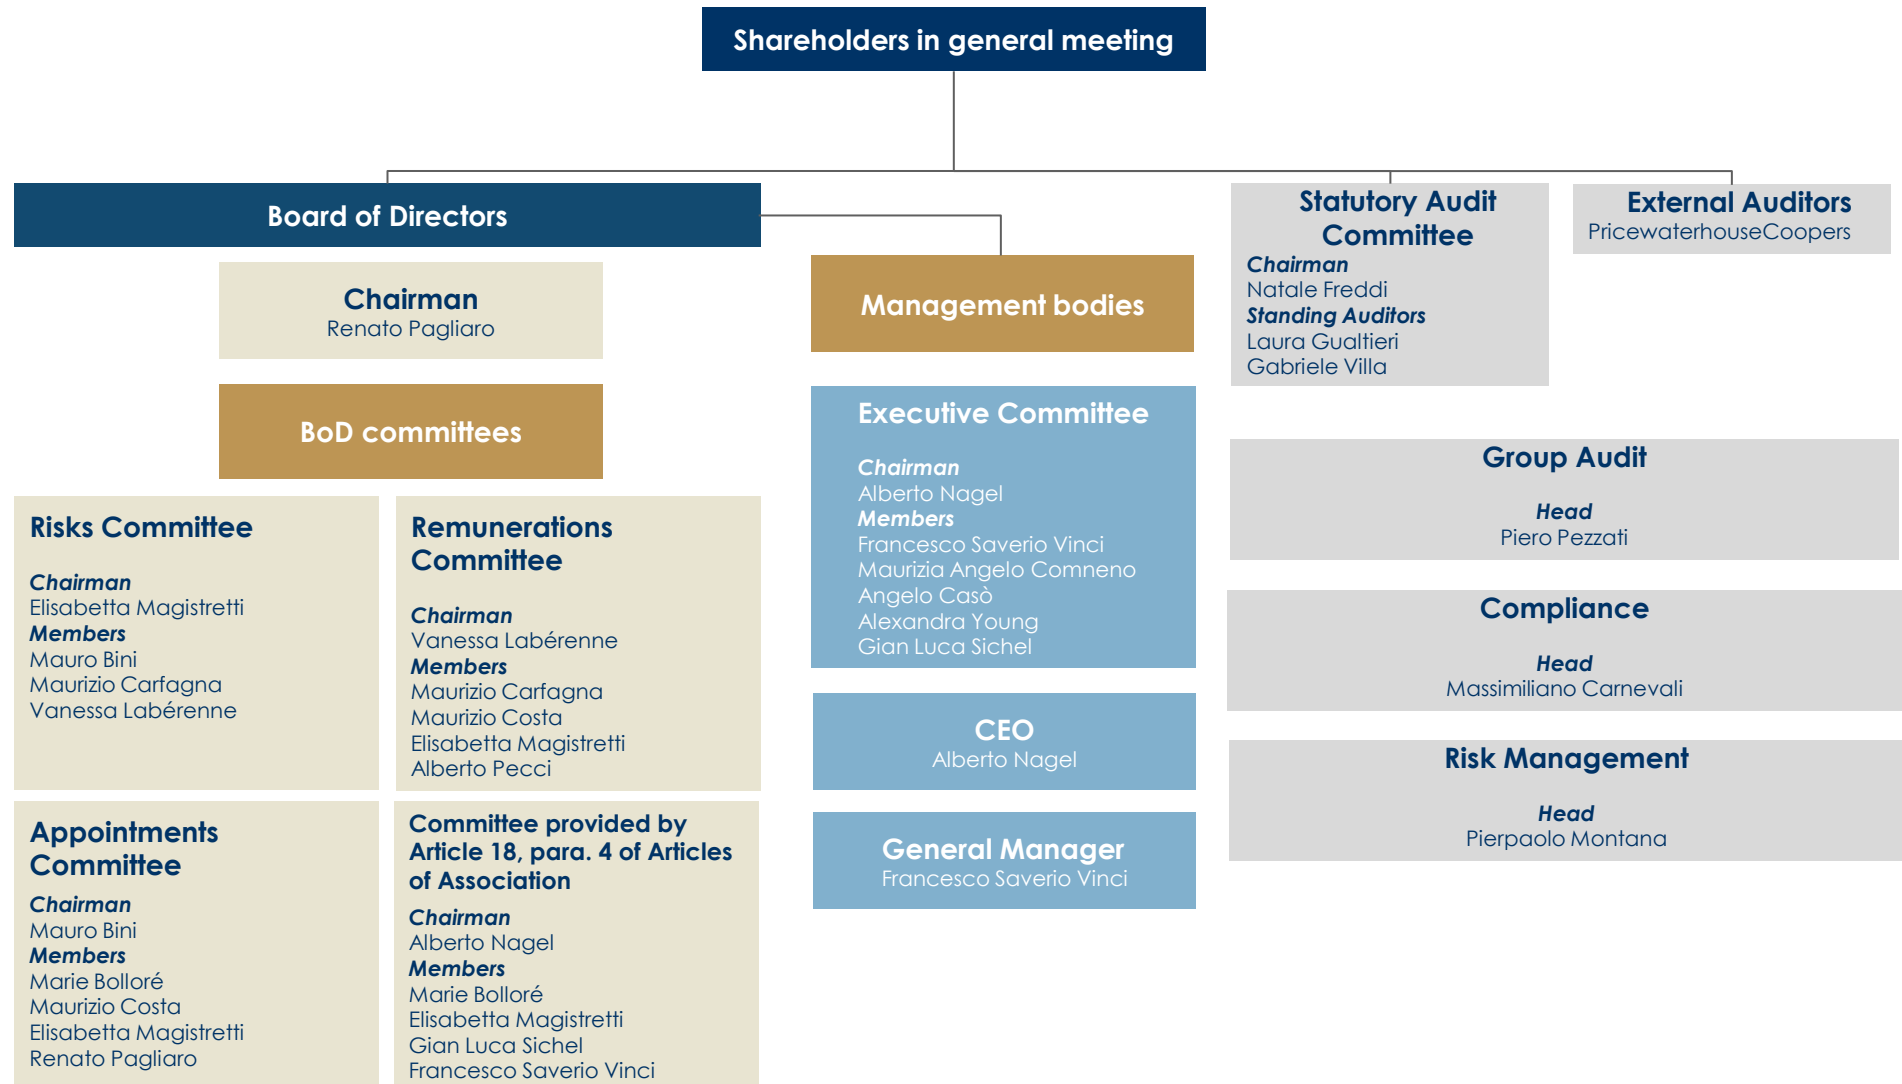 Shareholders in general meeting
Board of Directors
Chairman
Renato Pagliaro
BoD committees
Risks Committee
Chairman
Elisabetta Magistretti
Members
Mauro Bini
Maurizio Carfagna
Vanessa Labérenne
Remunerations
Committee
Chairman
Vanessa Labérenne
Members
Maurizio Carfagna
Maurizio Costa
Elisabetta Magistretti
Alberto Pecci
Appointments
Committee
Chairman
Mauro Bini
Members
Marie Bolloré
Maurizio Costa
Elisabetta Magistretti
Renato Pagliaro
Committee provided by
Article 18, para. 4 of Articles
of Association
Chairman
Alberto Nagel
Members
Marie Bolloré
Elisabetta Magistretti
Gian Luca Sichel
Francesco Saverio Vinci
Management bodies
Executive Committee
Chairman
Alberto Nagel
Members
Francesco Saverio Vinci
Maurizia Angelo Comneno
Angelo Casò
Alexandra Young
Gian Luca Sichel
CEO
Alberto Nagel
General Manager
Francesco Saverio Vinci
Statutory Audit
Committee
Chairman
Natale Freddi
Standing Auditors
Laura Gualtieri
Gabriele Villa
External Auditors
PricewaterhouseCoopers
Group Audit
Head
Piero Pezzati
Compliance
Head
Massimiliano Carnevali
Risk Management
Head
Pierpaolo Montana